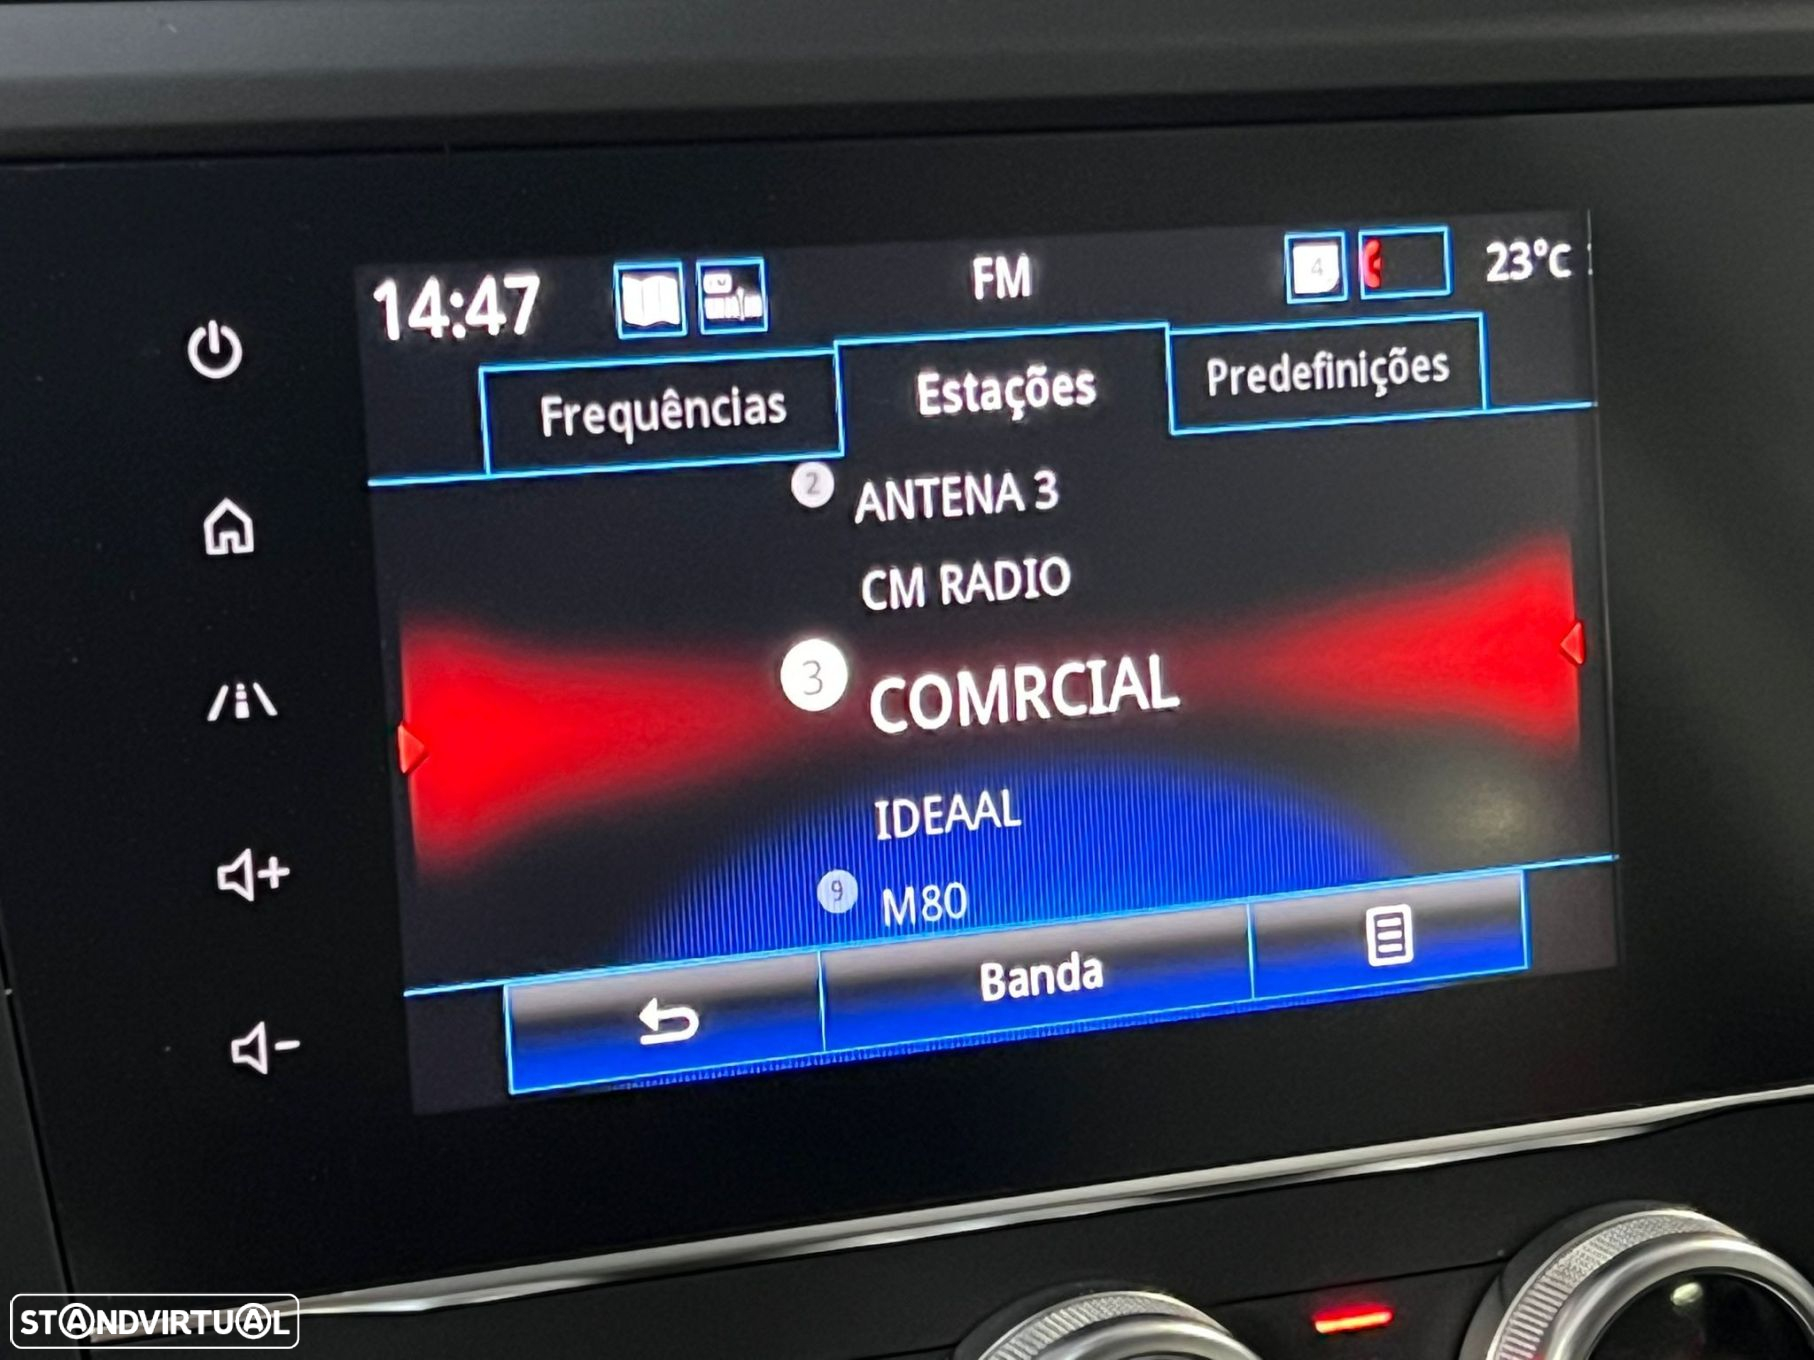 14:47 FM 4 23°C
Frequências Estações Predefinições
2 ANTENA 3
CM RADIO
3 COMRCIAL
IDEAAL
9 M80
Banda
STANDVIRTUAL